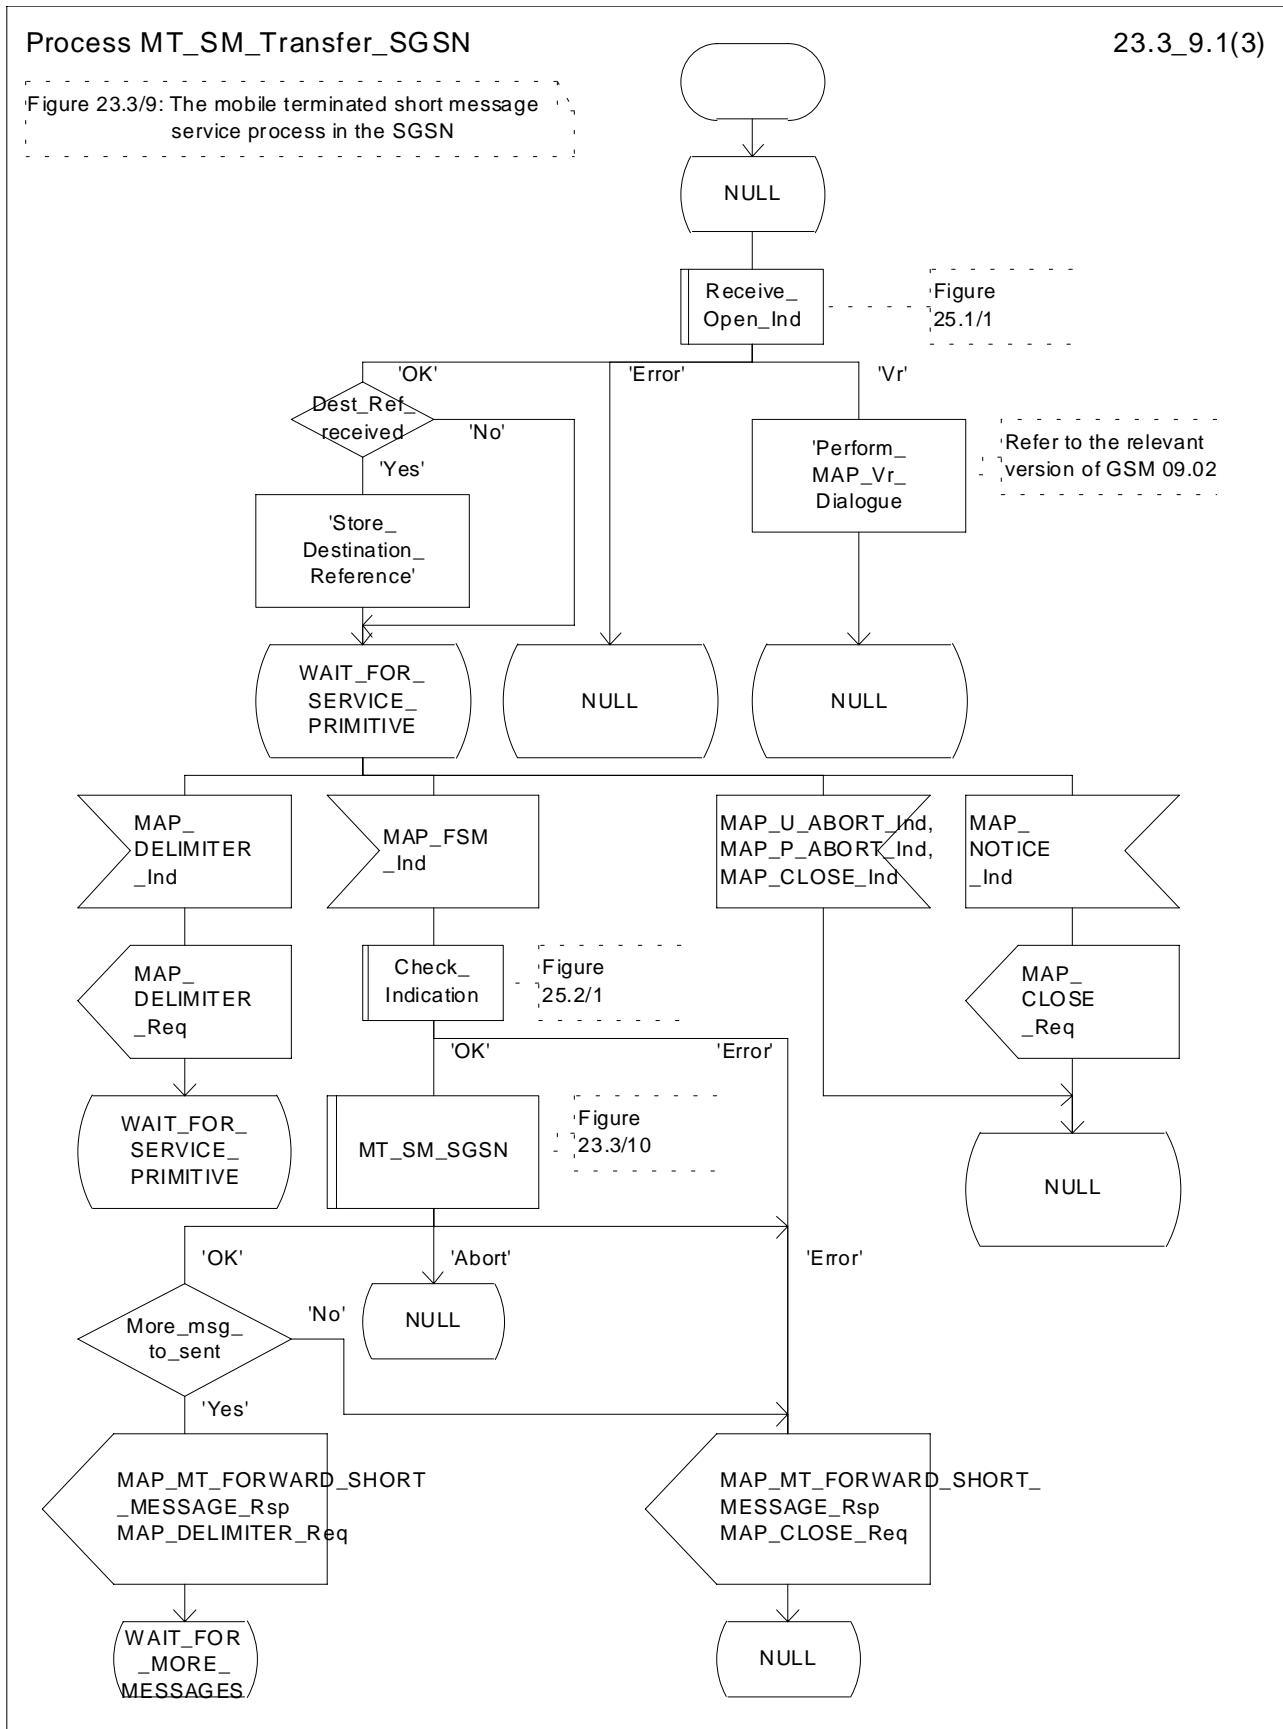 Process MT_SM_Transfer_SGSN
23.3_9.1(3)
Figure 23.3/9: The mobile terminated short message
service process in the SGSN
NULL
Receive_
Open_Ind
Figure
25.1/1
'OK'
'Error'
'Vr'
Dest_Ref_
received
'No'
'Yes'
'Perform_
MAP_Vr_
Dialogue
Refer to the relevant
version of GSM 09.02
'Store_
Destination_
Reference'
WAIT_FOR_
SERVICE_
PRIMITIVE
NULL
NULL
MAP_
DELIMITER
_Ind
MAP_FSM
_Ind
MAP_U_ABORT_Ind,
MAP_P_ABORT_Ind,
MAP_CLOSE_Ind
MAP_
NOTICE
_Ind
MAP_
DELIMITER
_Req
Check_
Indication
Figure
25.2/1
MAP_
CLOSE
_Req
'OK'
'Error'
WAIT_FOR_
SERVICE_
PRIMITIVE
MT_SM_SGSN
Figure
23.3/10
NULL
'OK'
'Abort'
'Error'
More_msg_
to_sent
'No'
NULL
'Yes'
MAP_MT_FORWARD_SHORT
_MESSAGE_Rsp
MAP_DELIMITER_Req
MAP_MT_FORWARD_SHORT_
MESSAGE_Rsp
MAP_CLOSE_Req
WAIT_FOR
_MORE_
MESSAGES
NULL